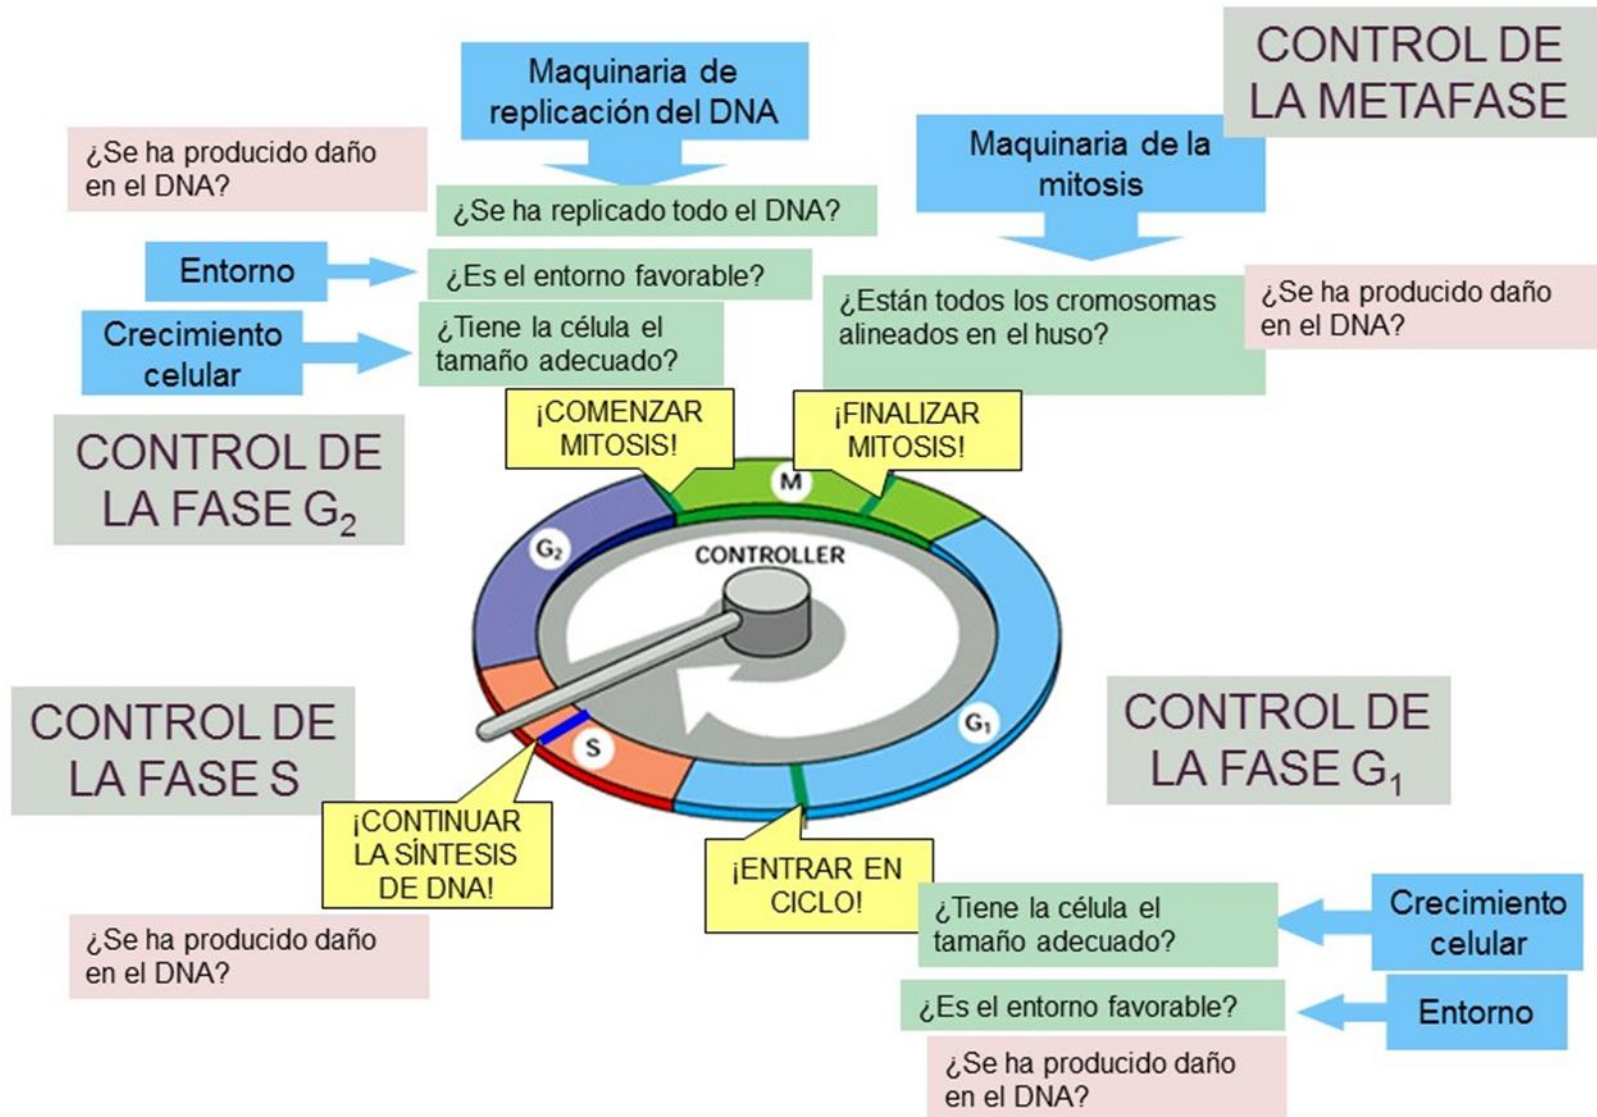 CONTROL DE
LA METAFASE
Maquinaria de
replicación del DNA
Maquinaria de la
mitosis
¿Se ha producido daño
en el DNA?
¿Se ha replicado todo el DNA?
Entorno
¿Es el entorno favorable?
¿Están todos los cromosomas
alineados en el huso?
¿Se ha producido daño
en el DNA?
Crecimiento
celular
¿Tiene la célula el
tamaño adecuado?
¡COMENZAR
MITOSIS!
¡FINALIZAR
MITOSIS!
CONTROL DE
LA FASE G₂
M
G₂
CONTROLLER
CONTROL DE
LA FASE S
S
G₁
CONTROL DE
LA FASE G₁
¡CONTINUAR
LA SÍNTESIS
DE DNA!
¡ENTRAR EN
CICLO!
¿Se ha producido daño
en el DNA?
¿Tiene la célula el
tamaño adecuado?
Crecimiento
celular
¿Es el entorno favorable?
Entorno
¿Se ha producido daño
en el DNA?